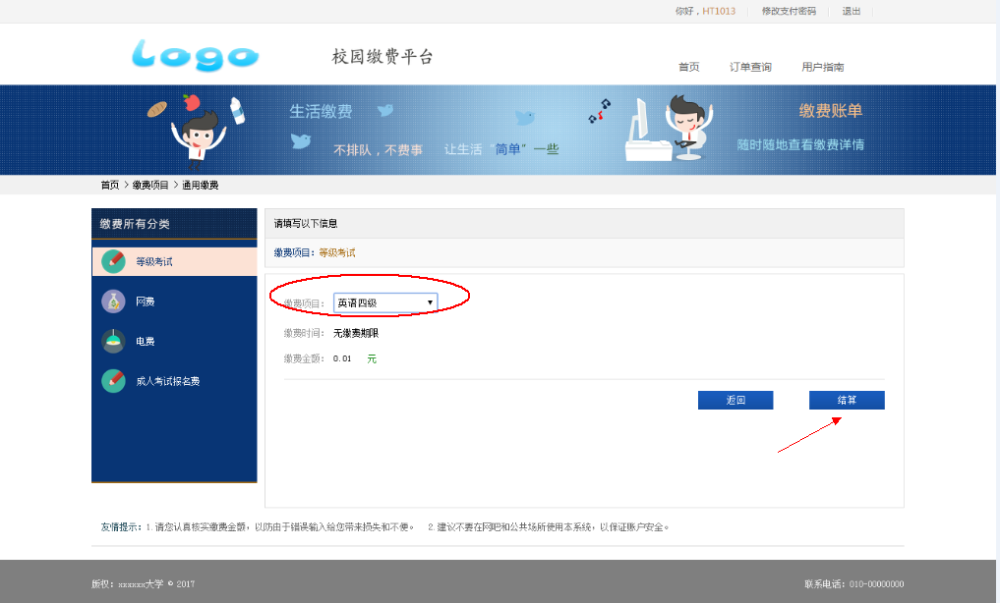 你好，HT1013 修改支付密码 退出
Logo 校园缴费平台
首页 订单查询 用户指南
生活缴费
不排队，不费事 让生活“简单”一些
缴费账单
随时随地查看缴费详情
首页 > 缴费项目 > 通用缴费
缴费所有分类
等级考试
网费
电费
成人考试报名费
请填写以下信息
缴费项目：等级考试
缴费项目： 英语四级
缴费时间： 无缴费期限
缴费金额： 0.01 元
返回 结算
友情提示：1.请您认真核实缴费金额，以防由于错误输入给您带来损失和不便。 2.建议不要在网吧和公共场所使用本系统，以保证账户安全。
版权：xxxxxx大学 © 2017 联系电话：010-00000000